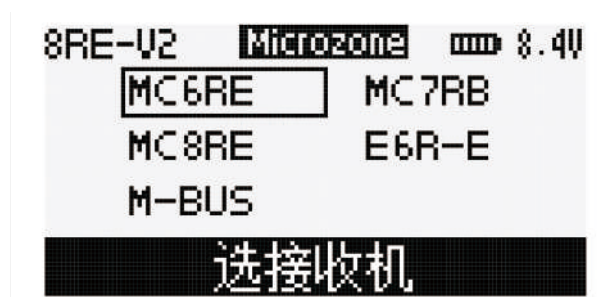 8RE-V2 Microzone 8.4V
MC6RE MC7RB
MC8RE E6R-E
M-BUS
选接收机